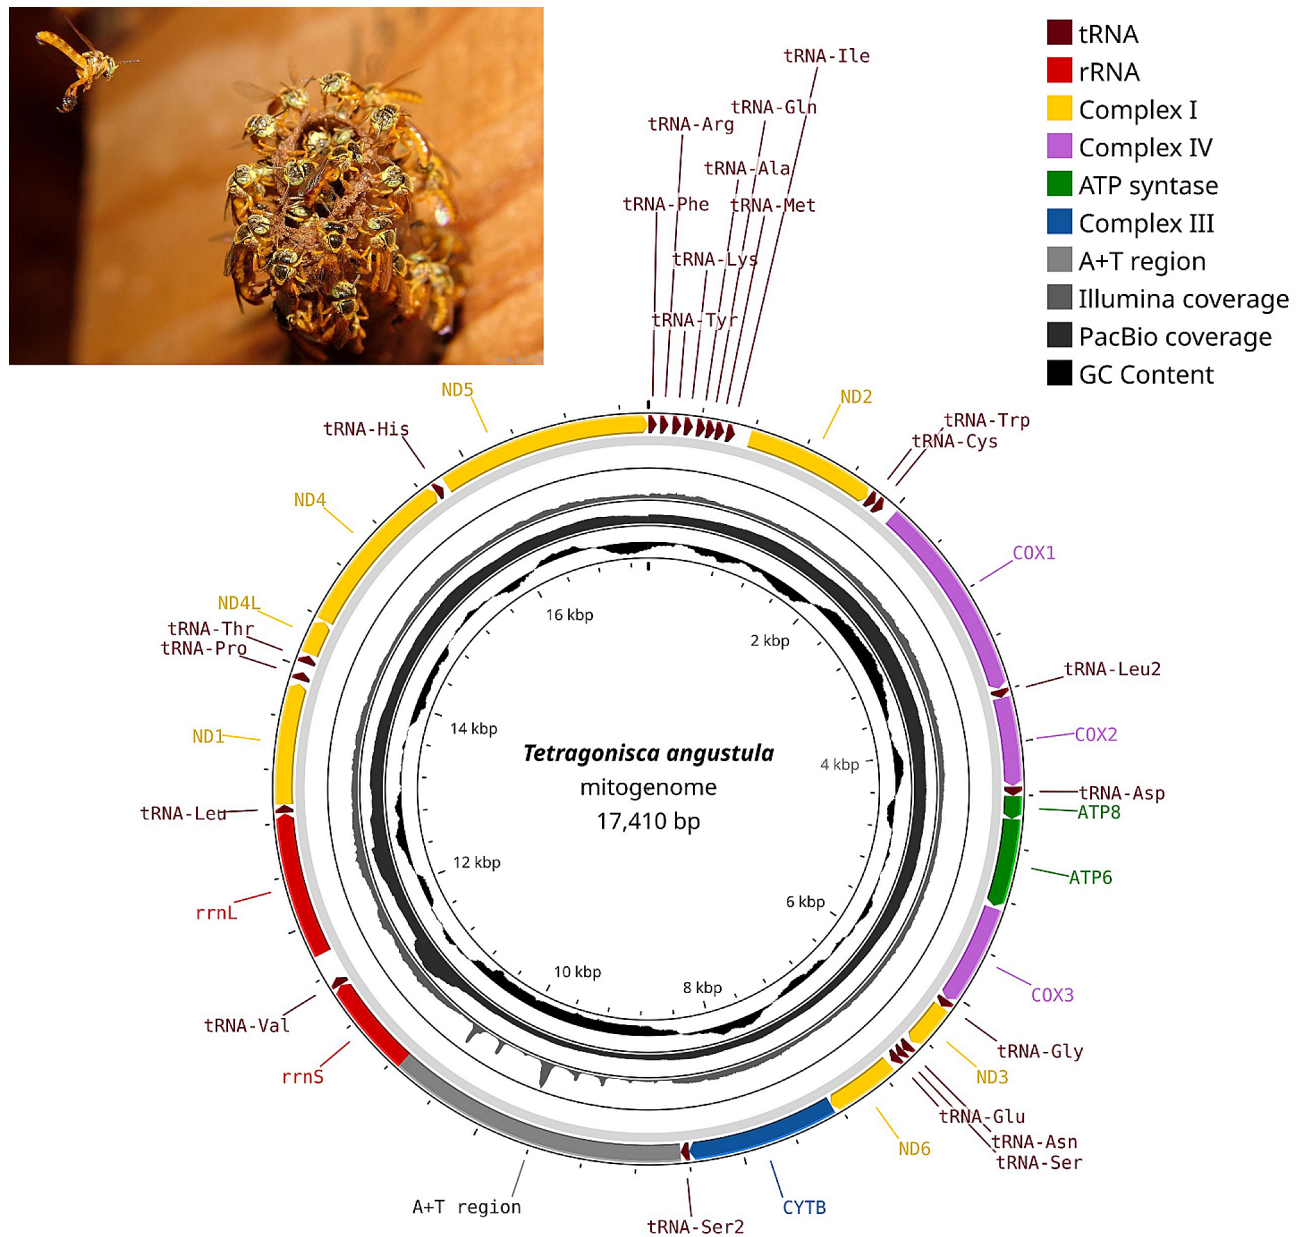 tRNA
rRNA
Complex I
Complex IV
ATP syntase
Complex III
A+T region
Illumina coverage
PacBio coverage
GC Content
tRNA-Ile
tRNA-Gln
tRNA-Arg
tRNA-Ala
tRNA-Phe
tRNA-Met
tRNA-Lys
tRNA-Tyr
ND5
ND2
tRNA-His
tRNA-Trp
tRNA-Cys
ND4
COX1
ND4L
tRNA-Thr
tRNA-Pro
tRNA-Leu2
ND1
COX2
tRNA-Leu
tRNA-Asp
ATP8
ATP6
rrnL
COX3
tRNA-Val
tRNA-Gly
rrnS
ND3
tRNA-Glu
tRNA-Asn
ND6
tRNA-Ser
A+T region
CYTB
tRNA-Ser2
16 kbp
2 kbp
14 kbp
4 kbp
12 kbp
6 kbp
10 kbp
8 kbp
Tetragonisca angustula
mitogenome
17,410 bp